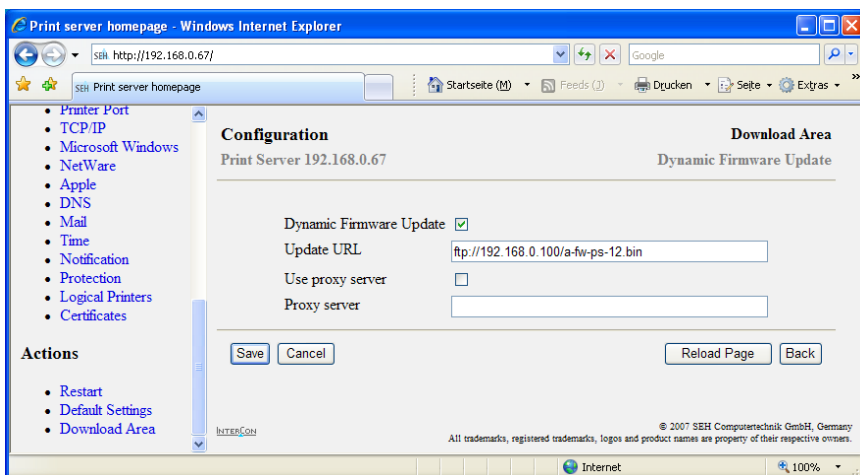 Print server homepage - Windows Internet Explorer
SEH http://192.168.0.67/
Google
SEH Print server homepage
Startseite (M)
Feeds (J)
Drucken
Seite
Extras
»
Printer Port
TCP/IP
Microsoft Windows
NetWare
Apple
DNS
Mail
Time
Notification
Protection
Logical Printers
Certificates
Actions
Restart
Default Settings
Download Area
Configuration
Download Area
Print Server 192.168.0.67
Dynamic Firmware Update
Dynamic Firmware Update
Update URL
ftp://192.168.0.100/a-fw-ps-12.bin
Use proxy server
Proxy server
Save
Cancel
Reload Page
Back
INTERCON
© 2007 SEH Computertechnik GmbH, Germany
All trademarks, registered trademarks, logos and product names are property of their respective owners.
Internet
100%